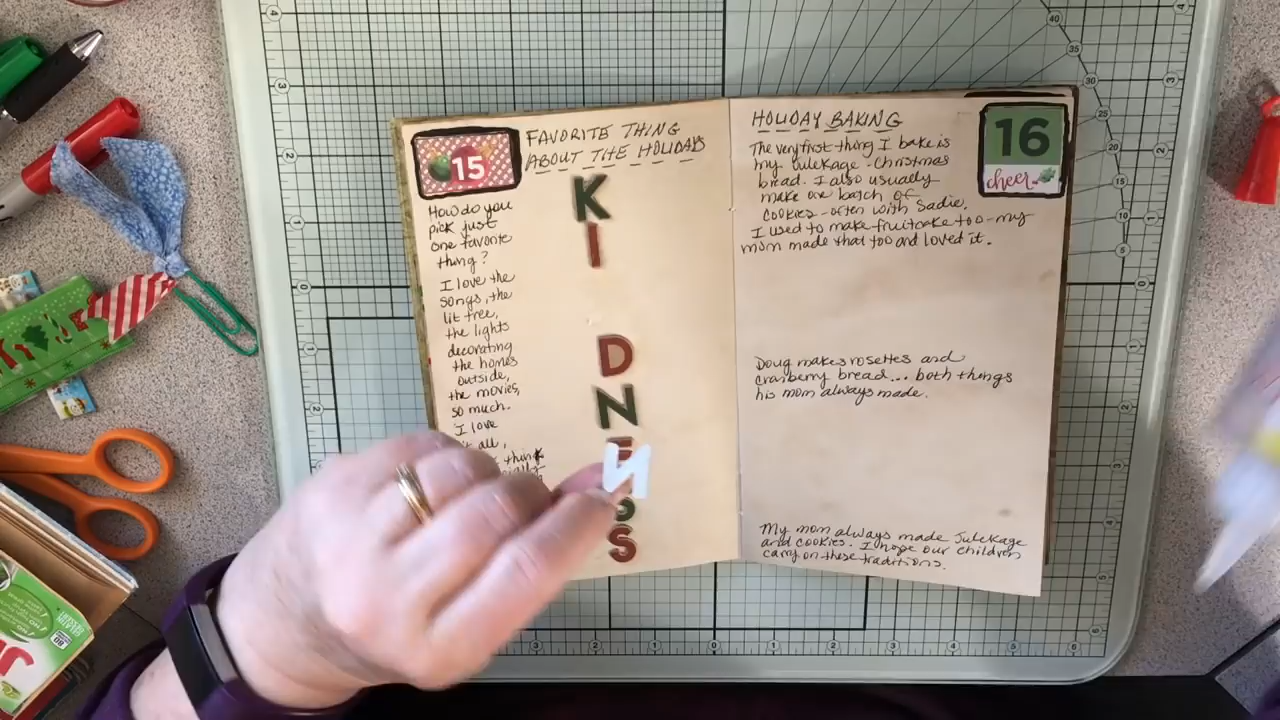 15
FAVORITE THING
ABOUT THE HOLIDAYS
How do you
pick just
one favorite
thing?
I love the
songs, the
lit tree,
the lights
decorating
the homes
outside,
the movies,
so much.
I love
it all,
K
I
D
N
E
S
S
HOLIDAY BAKING
16
cheer
The very first thing I bake is
my Julekage - Christmas
bread. I also usually
make one batch of
cookies - often with Sadie.
I used to make fruitcake too - my
mom made that too and loved it.
Doug makes rosettes and
cranberry bread... both things
his mom always made.
My mom always made Julekage
and cookies. I hope our children
carry on these traditions.